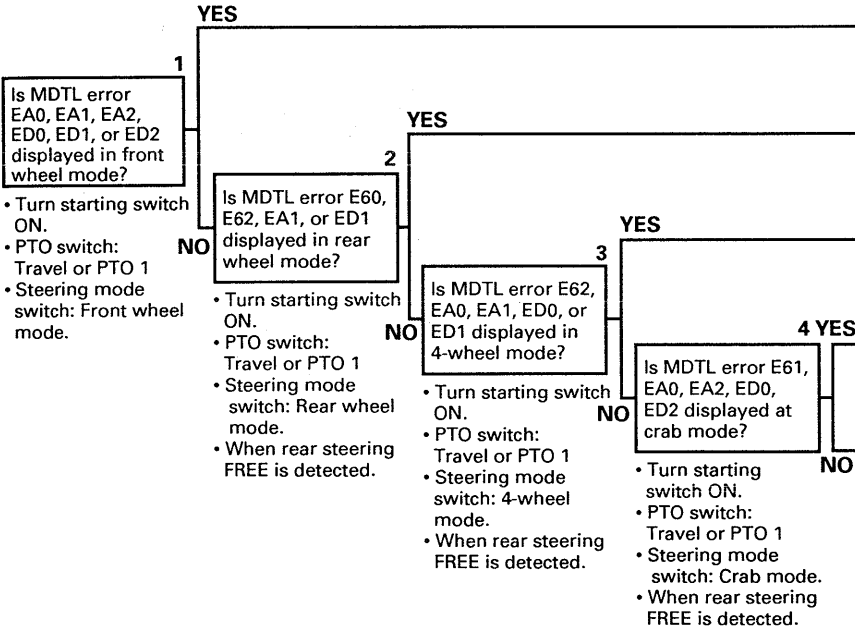 YES
1
Is MDTL error
EA0, EA1, EA2,
ED0, ED1, or ED2
displayed in front
wheel mode?
• Turn starting switch
ON.
• PTO switch:
Travel or PTO 1
• Steering mode
switch: Front wheel
mode.
NO
YES
2
Is MDTL error E60,
E62, EA1, or ED1
displayed in rear
wheel mode?
• Turn starting switch
ON.
• PTO switch:
Travel or PTO 1
• Steering mode
switch: Rear wheel
mode.
• When rear steering
FREE is detected.
NO
YES
3
Is MDTL error E62,
EA0, EA1, ED0, or
ED1 displayed in
4-wheel mode?
• Turn starting switch
ON.
• PTO switch:
Travel or PTO 1
• Steering mode
switch: 4-wheel
mode.
• When rear steering
FREE is detected.
NO
4 YES
Is MDTL error E61,
EA0, EA2, ED0,
ED2 displayed at
crab mode?
NO
• Turn starting
switch ON.
• PTO switch:
Travel or PTO 1
• Steering mode
switch: Crab mode.
• When rear steering
FREE is detected.